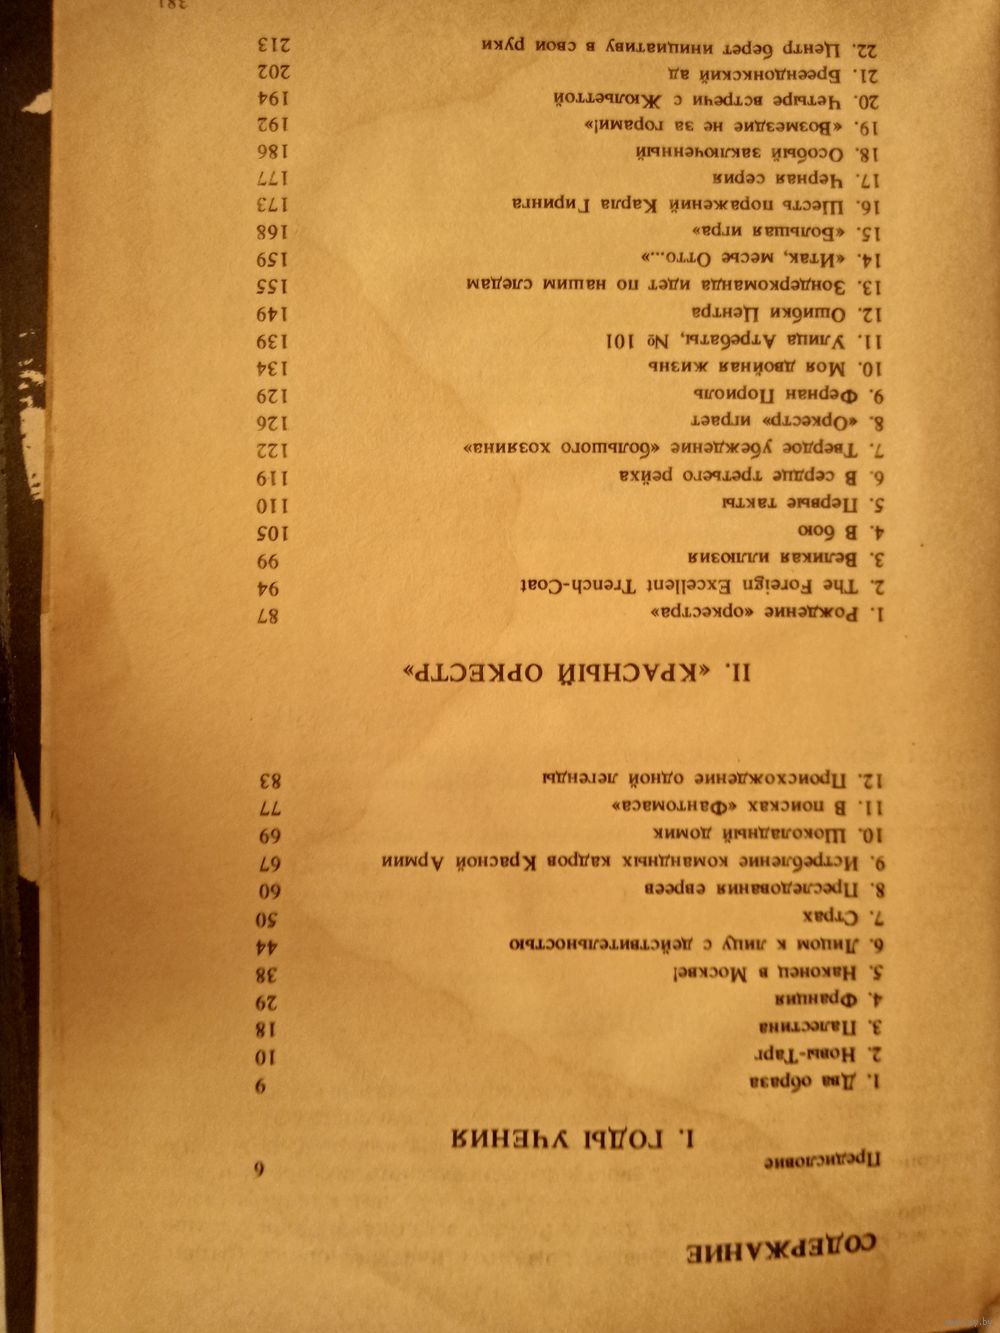 СОДЕРЖАНИЕ
Предисловие 6
I. ГОДЫ УЧЕНИЯ
1. Два образа 9
2. Новы-Тарг 10
3. Палестина 18
4. Франция 29
5. Наконец в Москве! 38
6. Лицом к лицу с действительностью 44
7. Страх 50
8. Преследования евреев 60
9. Истребление командных кадров Красной Армии 67
10. Шоколадный домик 69
11. В поисках «Фантомаса» 77
12. Происхождение одной легенды 83
II. «КРАСНЫЙ ОРКЕСТР»
1. Рождение «оркестра» 87
2. The Foreign Excellent Trench-Coat 94
3. Великая иллюзия 99
4. В бою 105
5. Первые такты 110
6. В сердце третьего рейха 119
7. Твердое убеждение «большого хозяина» 122
8. «Оркестр» играет 126
9. Фернан Пориоль 129
10. Моя двойная жизнь 134
11. Улица Атребаты, № 101 139
12. Ошибки Центра 149
13. Зондеркоманда идет по нашим следам 155
14. «Итак, месье Отто...» 159
15. «Большая игра» 168
16. Шесть поражений Карла Гиринга 173
17. Черная серия 177
18. Особый заключенный 186
19. «Возмездие не за горами!» 192
20. Четыре встречи с Жюльеттой 194
21. Бреендонкский ад 202
22. Центр берет инициативу в свои руки 213
381